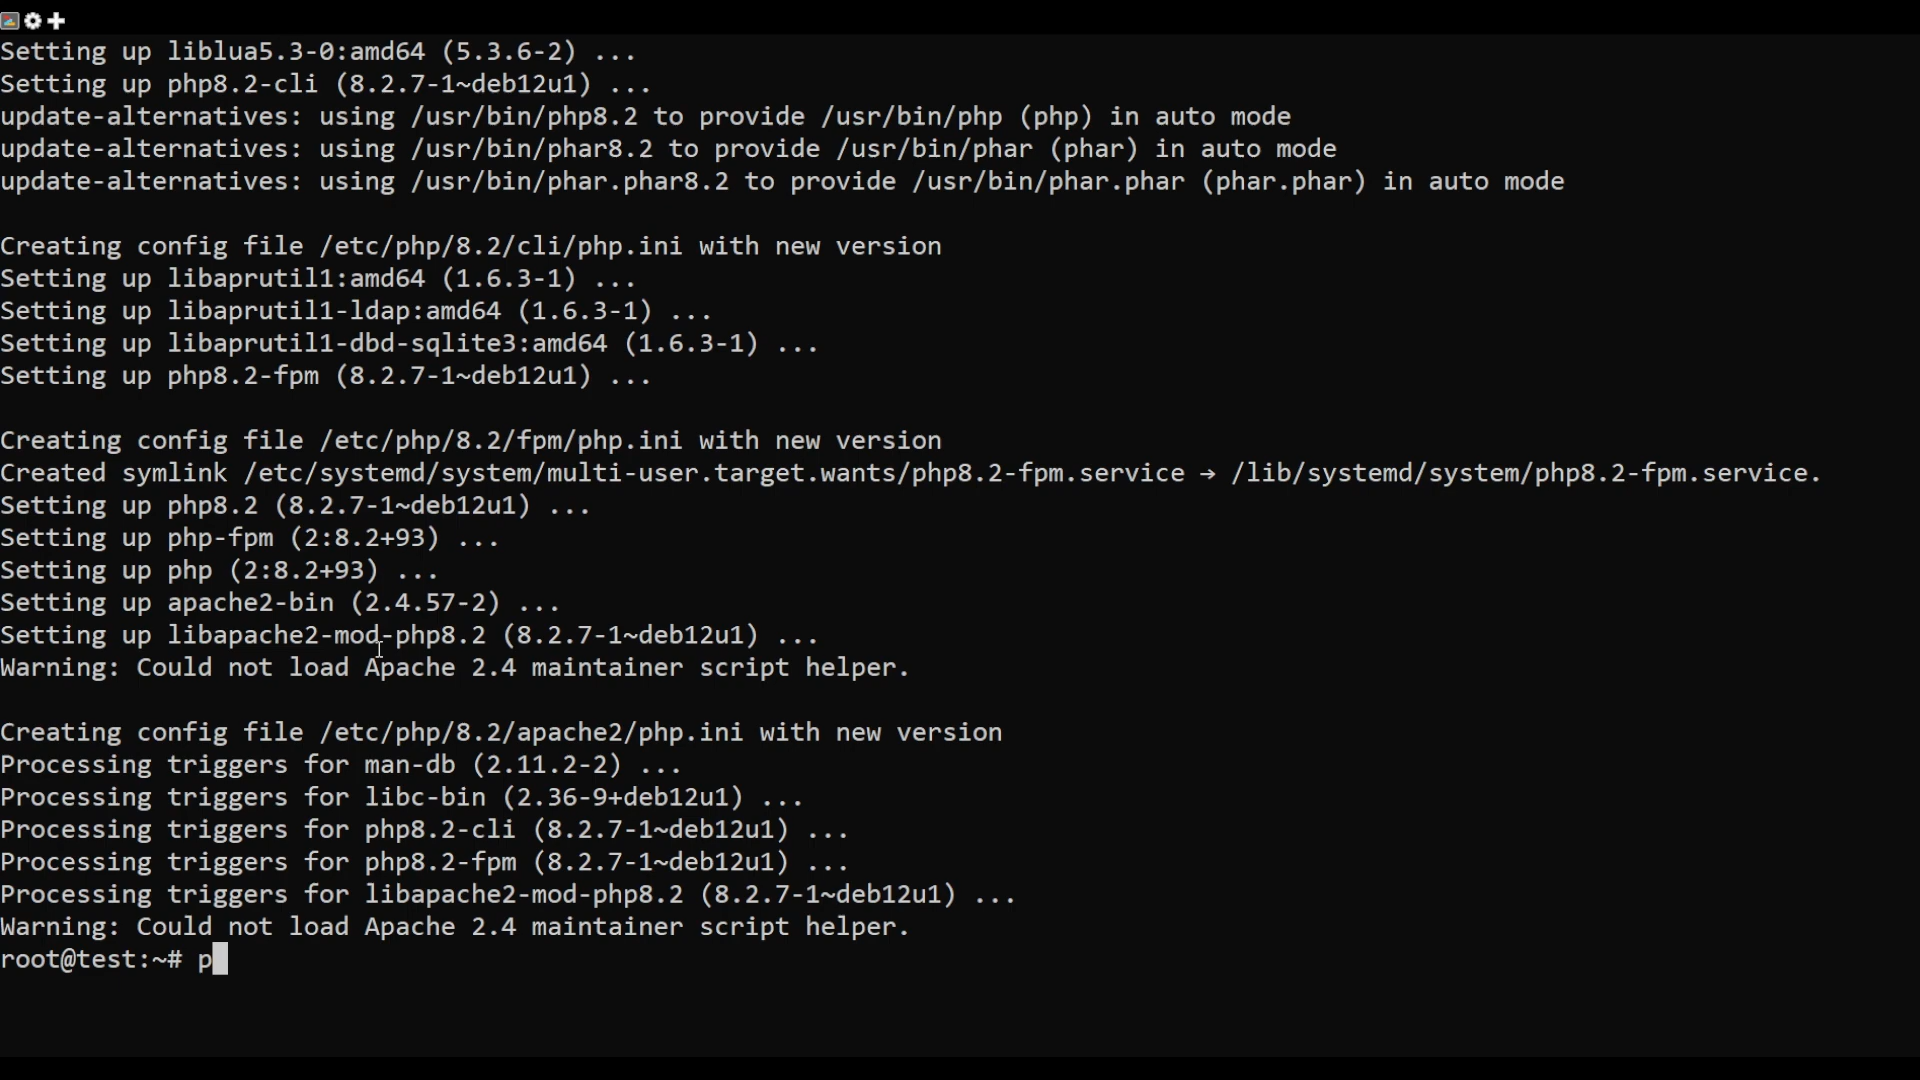 Setting up liblua5.3-0:amd64 (5.3.6-2) ...
Setting up php8.2-cli (8.2.7-1~deb12u1) ...
update-alternatives: using /usr/bin/php8.2 to provide /usr/bin/php (php) in auto mode
update-alternatives: using /usr/bin/phar8.2 to provide /usr/bin/phar (phar) in auto mode
update-alternatives: using /usr/bin/phar.phar8.2 to provide /usr/bin/phar.phar (phar.phar) in auto mode
Creating config file /etc/php/8.2/cli/php.ini with new version
Setting up libaprutil1:amd64 (1.6.3-1) ...
Setting up libaprutil1-ldap:amd64 (1.6.3-1) ...
Setting up libaprutil1-dbd-sqlite3:amd64 (1.6.3-1) ...
Setting up php8.2-fpm (8.2.7-1~deb12u1) ...
Creating config file /etc/php/8.2/fpm/php.ini with new version
Created symlink /etc/systemd/system/multi-user.target.wants/php8.2-fpm.service → /lib/systemd/system/php8.2-fpm.service.
Setting up php8.2 (8.2.7-1~deb12u1) ...
Setting up php-fpm (2:8.2+93) ...
Setting up php (2:8.2+93) ...
Setting up apache2-bin (2.4.57-2) ...
Setting up libapache2-mod-php8.2 (8.2.7-1~deb12u1) ...
Warning: Could not load Apache 2.4 maintainer script helper.
Creating config file /etc/php/8.2/apache2/php.ini with new version
Processing triggers for man-db (2.11.2-2) ...
Processing triggers for libc-bin (2.36-9+deb12u1) ...
Processing triggers for php8.2-cli (8.2.7-1~deb12u1) ...
Processing triggers for php8.2-fpm (8.2.7-1~deb12u1) ...
Processing triggers for libapache2-mod-php8.2 (8.2.7-1~deb12u1) ...
Warning: Could not load Apache 2.4 maintainer script helper.
root@test:~# p